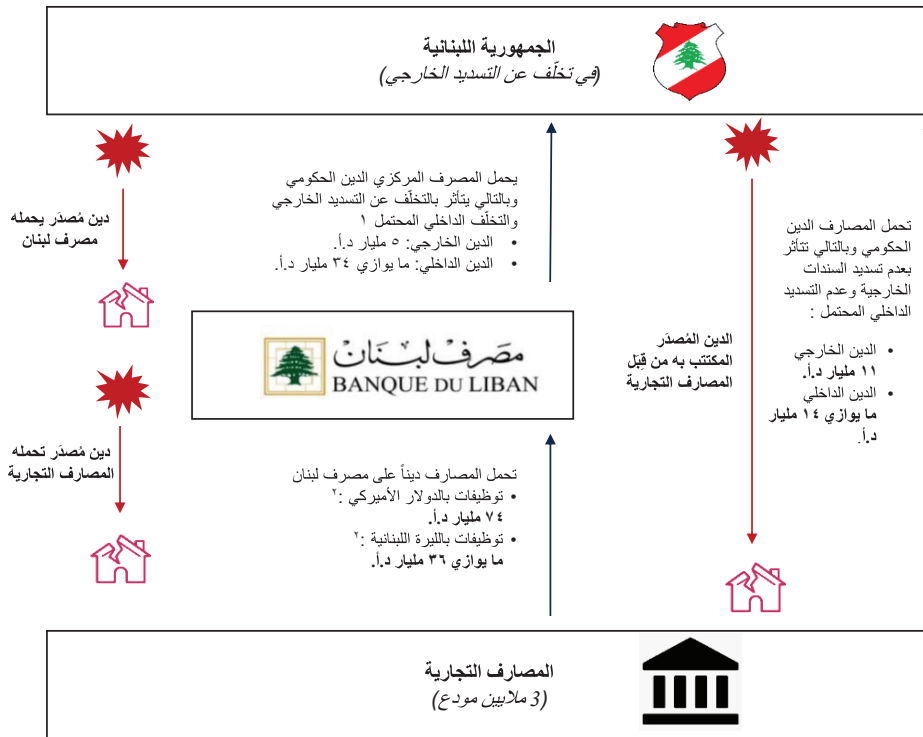 الجمهورية اللبنانية
(في تخلّف عن التسديد الخارجي)
تحمل المصارف الدين
الحكومي وبالتالي تتأثر
بعدم تسديد السندات
الخارجية وعدم التسديد
الداخلي المحتمل :
• الدين الخارجي
١١ مليار د.أ.
• الدين الداخلي
ما يوازي ١٤ مليار
د.أ.
الدين المُصدَر
المكتتب به من قِبَل
المصارف التجارية
يحمل المصرف المركزي الدين الحكومي
وبالتالي يتأثر بالتخلّف عن التسديد الخارجي
والتخلّف الداخلي المحتمل ١
• الدين الخارجي: ٥ مليار د.أ.
• الدين الداخلي: ما يوازي ٣٤ مليار د.أ.
دين مُصدَر يحمله
مصرف لبنان
مصرف لبنان
BANQUE DU LIBAN
دين مُصدَر تحمله
المصارف التجارية
تحمل المصارف ديناً على مصرف لبنان
• توظيفات بالدولار الأميركي :٢
٧٤ مليار د.أ.
• توظيفات بالليرة اللبنانية :٢
ما يوازي ٣٦ مليار د.أ.
المصارف التجارية
(3 ملايين مودع)